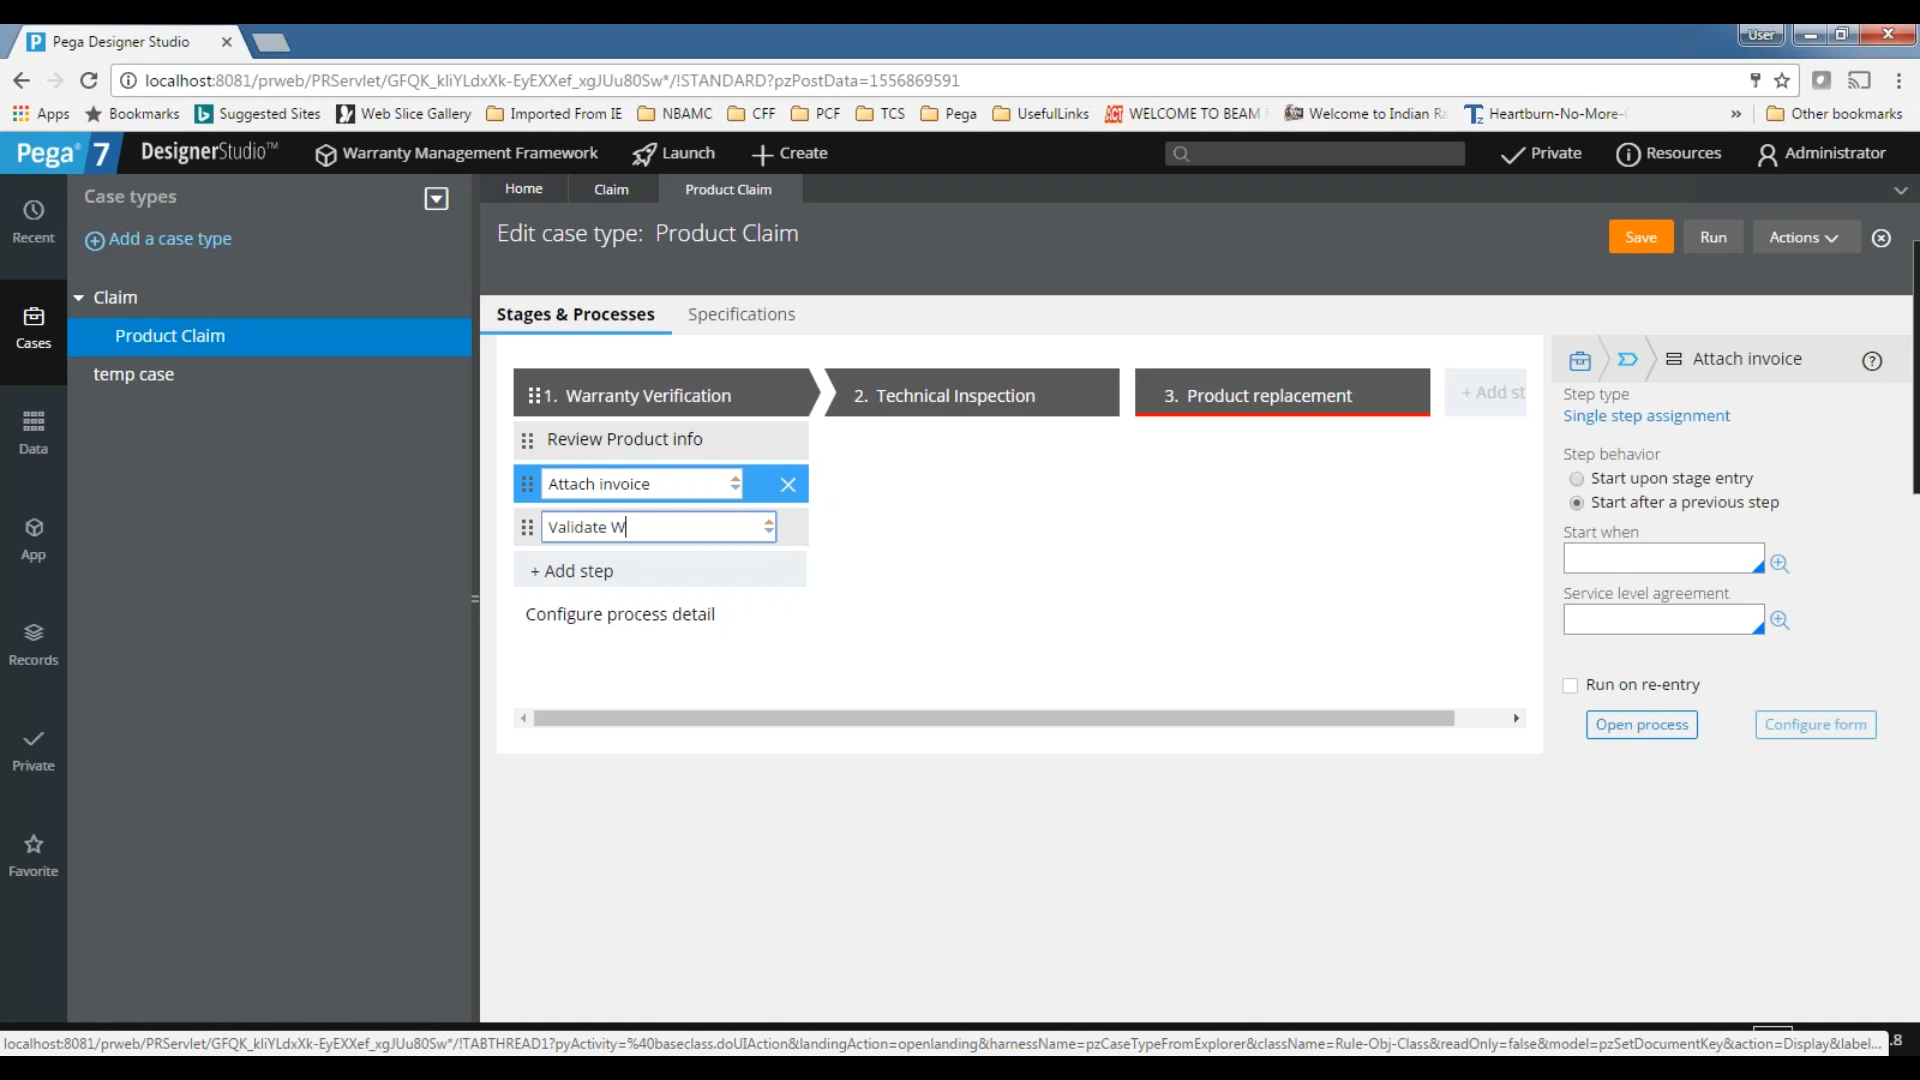 Pega Designer Studio
User
localhost:8081/prweb/PRServlet/GFQK_kliYLdxXk-EyEXXef_xgJUu80Sw*/!STANDARD?pzPostData=1556869591
Apps Bookmarks Suggested Sites Web Slice Gallery Imported From IE NBAMC CFF PCF TCS Pega UsefulLinks WELCOME TO BEAM Welcome to Indian Ra Heartburn-No-More- » Other bookmarks
Pega 7 DesignerStudio™ Warranty Management Framework Launch Create Private Resources Administrator
Recent
Cases
Data
App
Records
Private
Favorite
Case types
Add a case type
Claim
Product Claim
temp case
Home Claim Product Claim
Edit case type: Product Claim
Save Run Actions
Stages & Processes Specifications
1. Warranty Verification 2. Technical Inspection 3. Product replacement + Add st
Review Product info
Attach invoice
Validate W
+ Add step
Configure process detail
Attach invoice
Step type
Single step assignment
Step behavior
Start upon stage entry
Start after a previous step
Start when
Service level agreement
Run on re-entry
Open process Configure form
localhost:8081/prweb/PRServlet/GFQK_kliYLdxXk-EyEXXef_xgJUu80Sw*/!TABTHREAD1?pyActivity=%40baseclass.doUIAction&landingAction=openlanding&harnessName=pzCaseTypeFromExplorer&className=Rule-Obj-Class&readOnly=false&model=pzSetDocumentKey&action=Display&label... .8